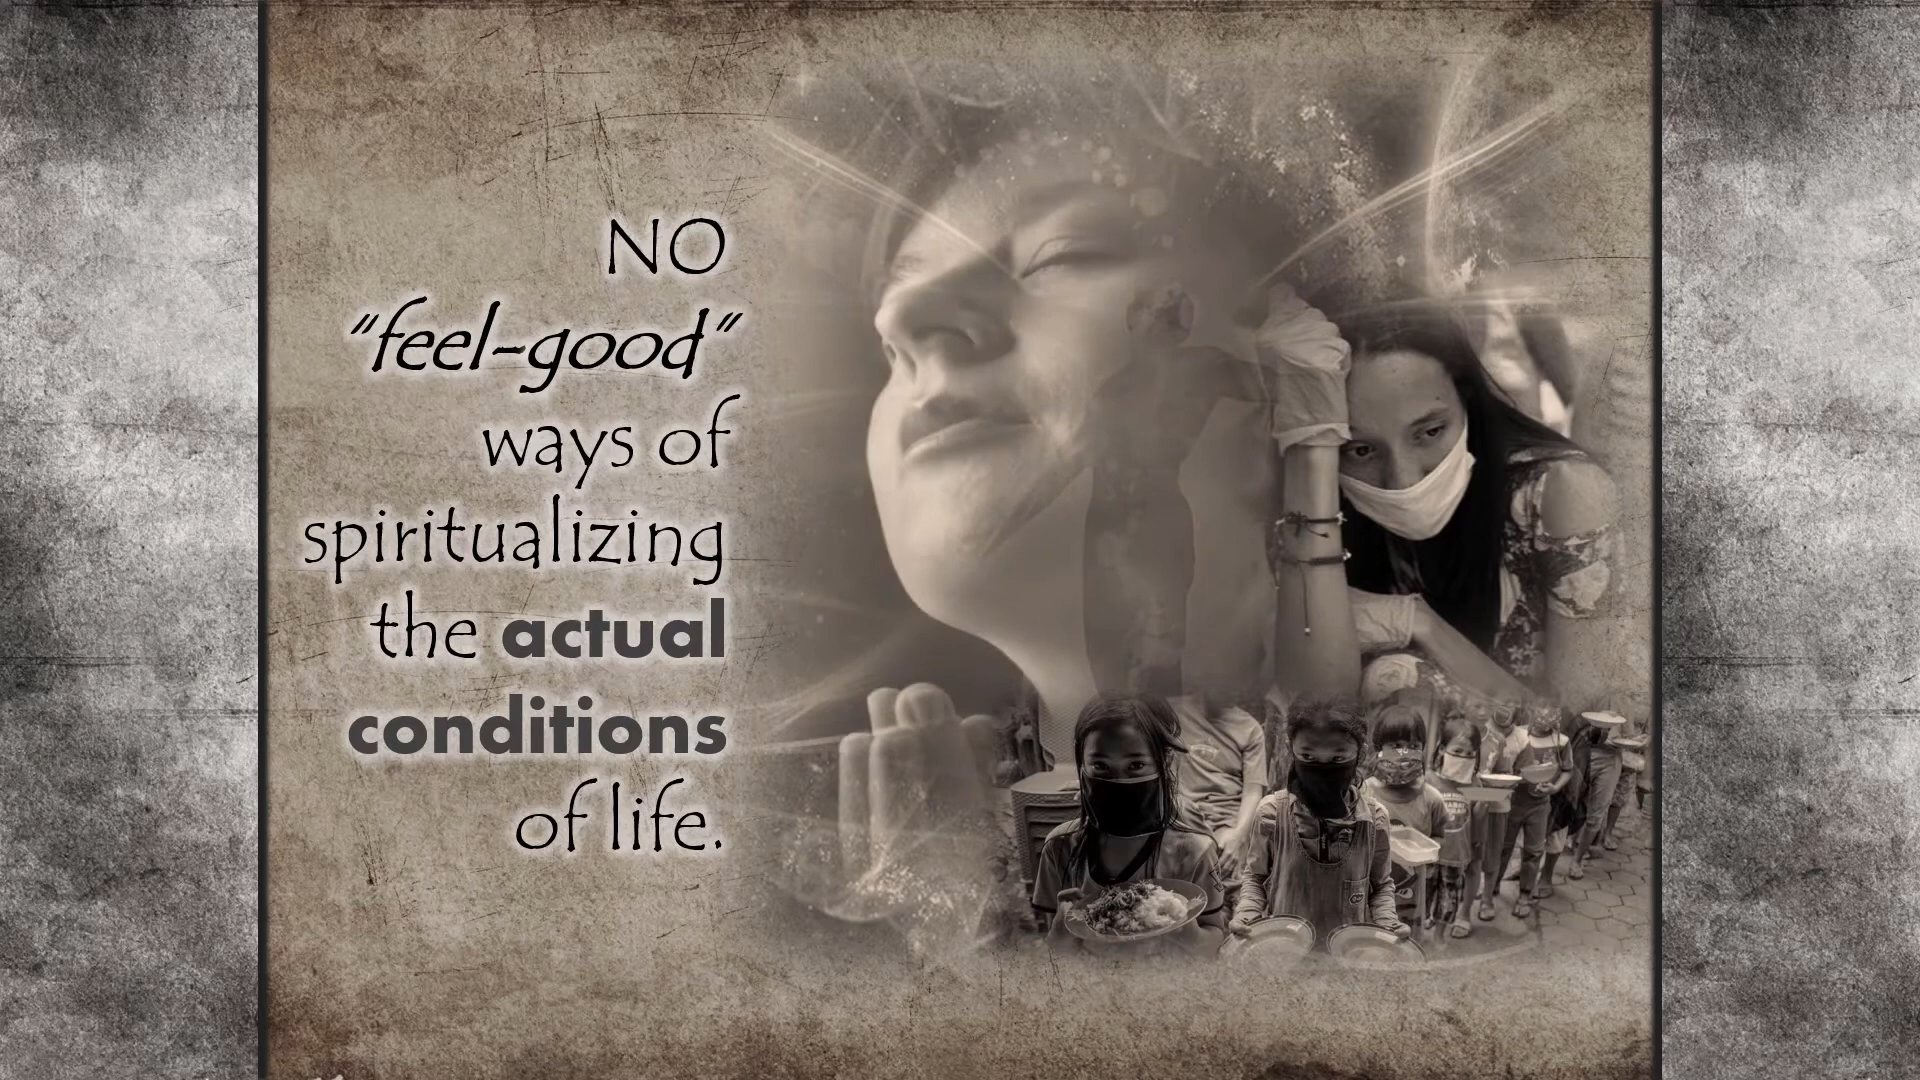 NO
"feel-good"
ways of
spiritualizing
the actual
conditions
of life.